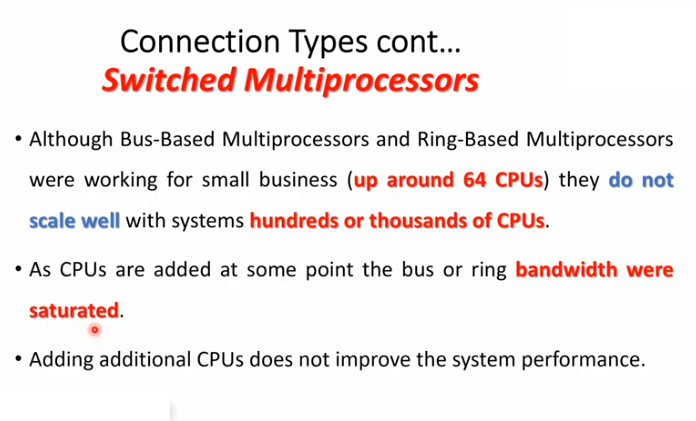 Connection Types cont…
Switched Multiprocessors
• Although Bus-Based Multiprocessors and Ring-Based Multiprocessors
were working for small business (up around 64 CPUs) they do not
scale well with systems hundreds or thousands of CPUs.
• As CPUs are added at some point the bus or ring bandwidth were
saturated.
• Adding additional CPUs does not improve the system performance.